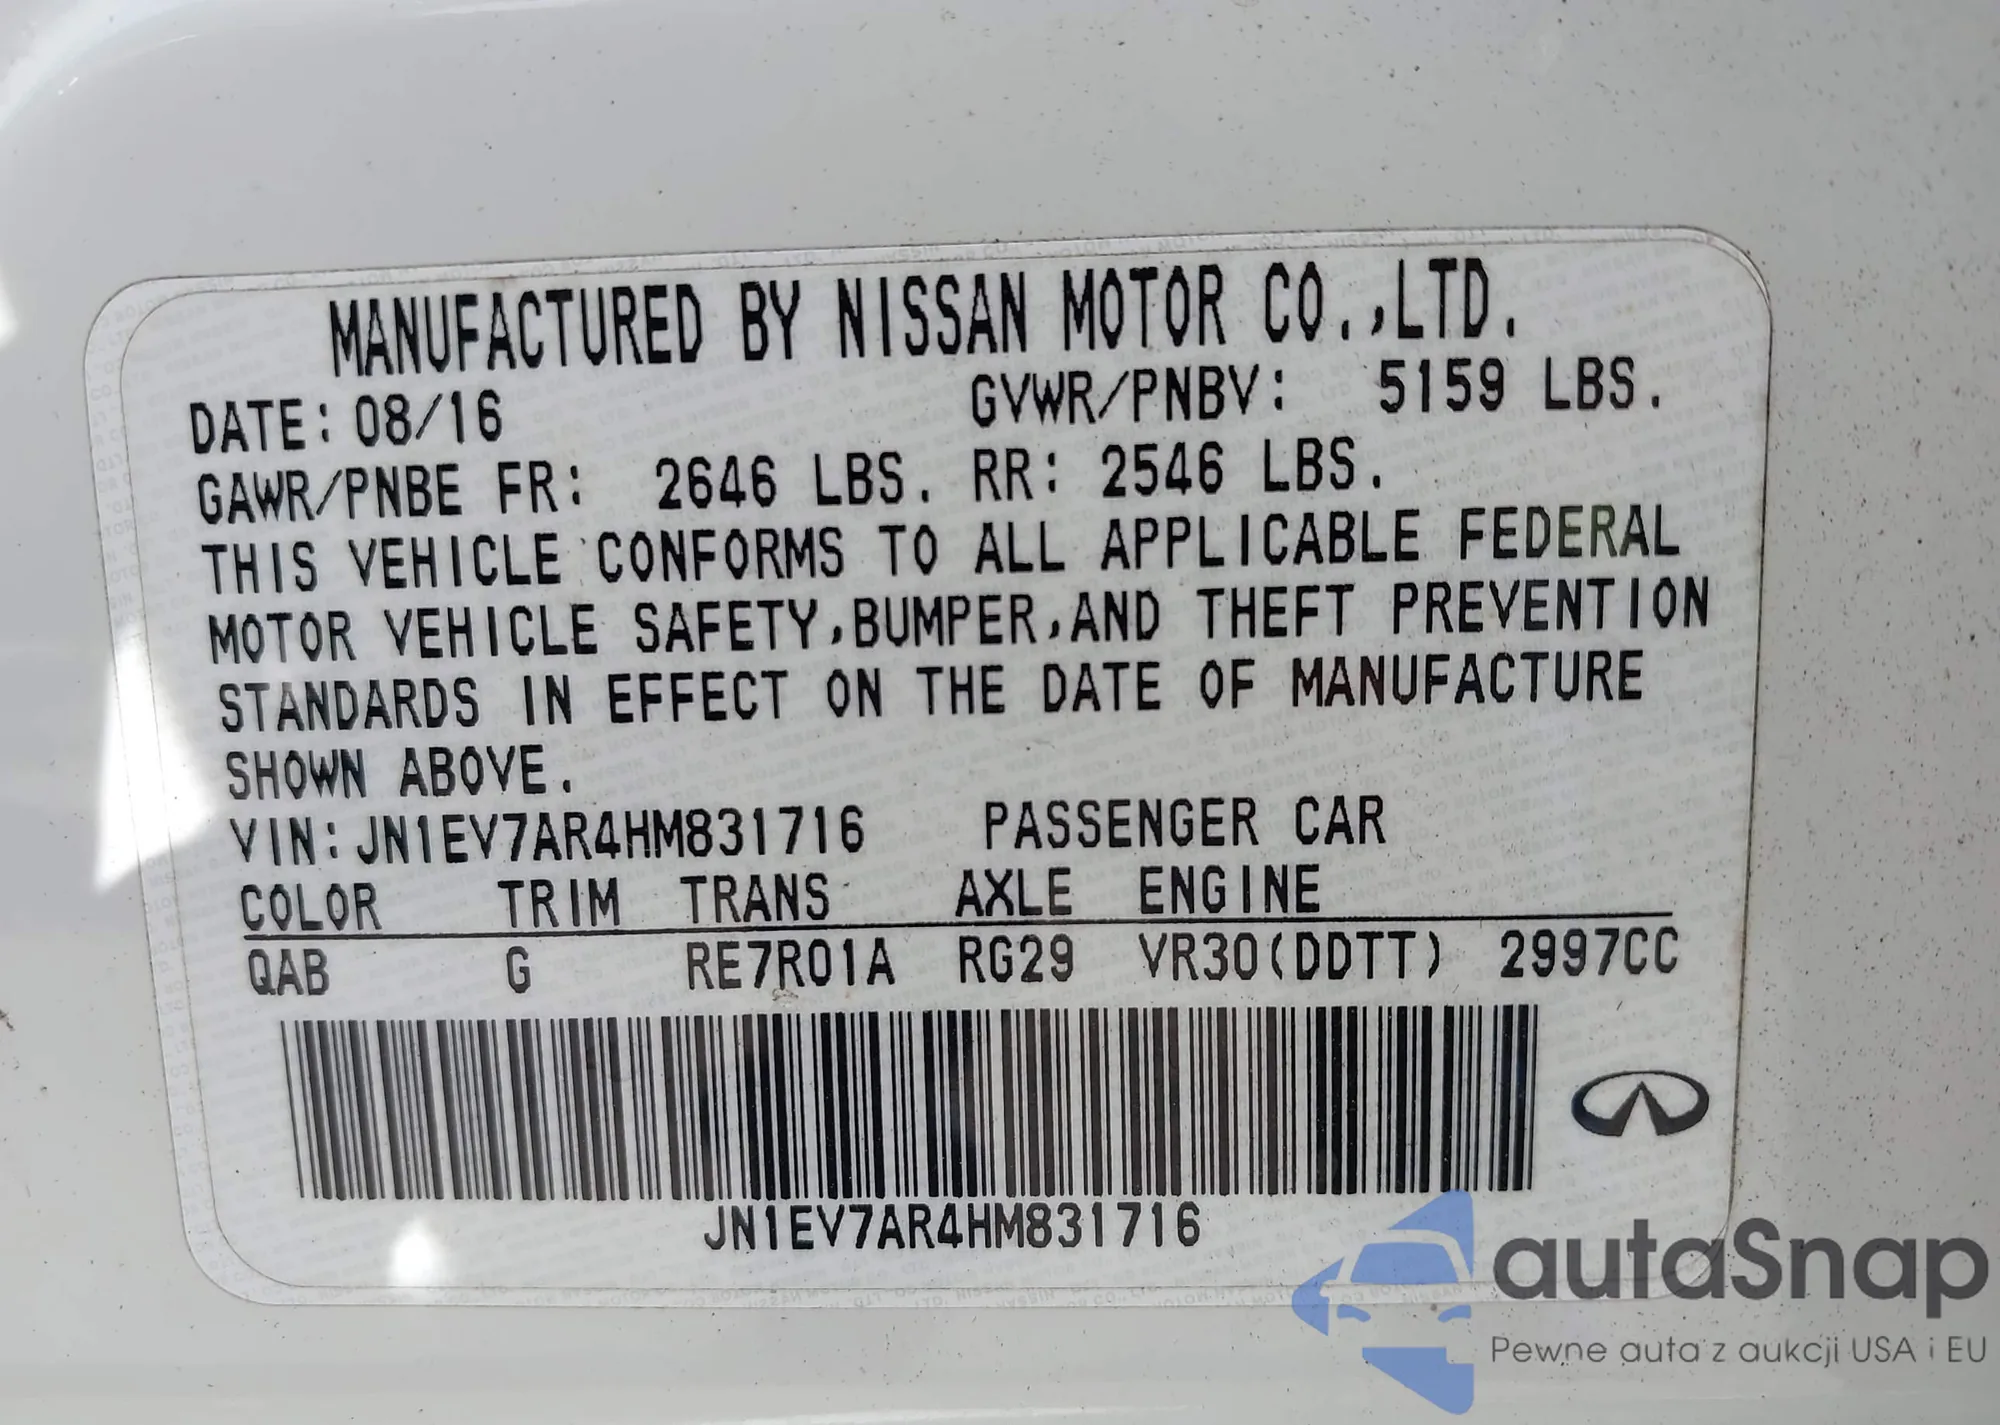 MANUFACTURED BY NISSAN MOTOR CO.,LTD.
DATE: 08/16 GVWR/PNBV: 5159 LBS.
GAWR/PNBE FR: 2646 LBS. RR: 2546 LBS.
THIS VEHICLE CONFORMS TO ALL APPLICABLE FEDERAL
MOTOR VEHICLE SAFETY,BUMPER,AND THEFT PREVENTION
STANDARDS IN EFFECT ON THE DATE OF MANUFACTURE
SHOWN ABOVE.
VIN: JN1EV7AR4HM831716 PASSENGER CAR
COLOR TRIM TRANS AXLE ENGINE
QAB G RE7R01A RG29 VR30(DDTT) 2997CC
JN1EV7AR4HM831716
autaSnap
Pewne auta z aukcji USA i EU